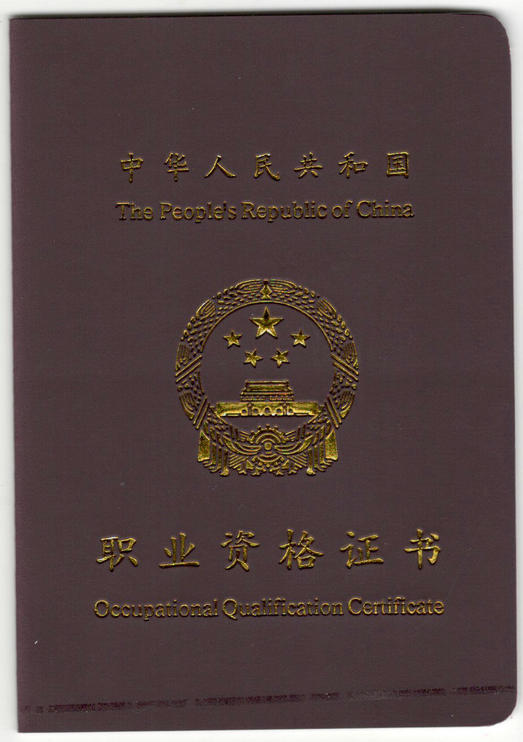 中华人民共和国
The People's Republic of China
职业资格证书
Occupational Qualification Certificate